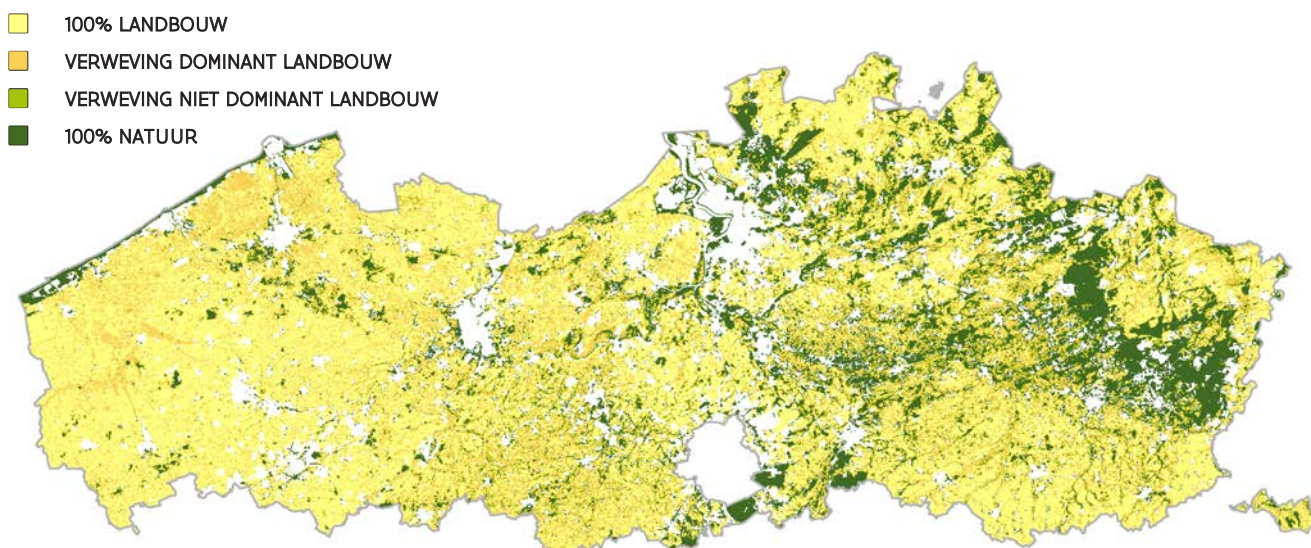 100% LANDBOUW
VERWEVING DOMINANT LANDBOUW
VERWEVING NIET DOMINANT LANDBOUW
100% NATUUR